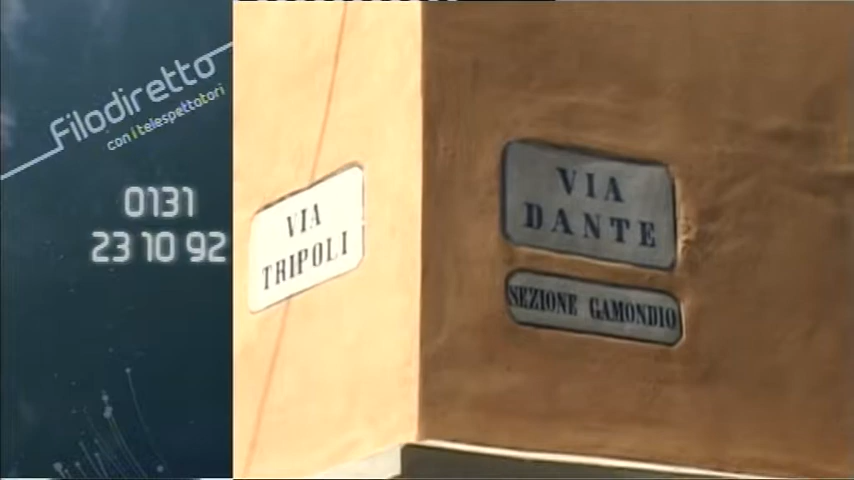 Filodiretto
con i telespettatori
0131
23 10 92
VIA
TRIPOLI
VIA
DANTE
SEZIONE GAMONDIO